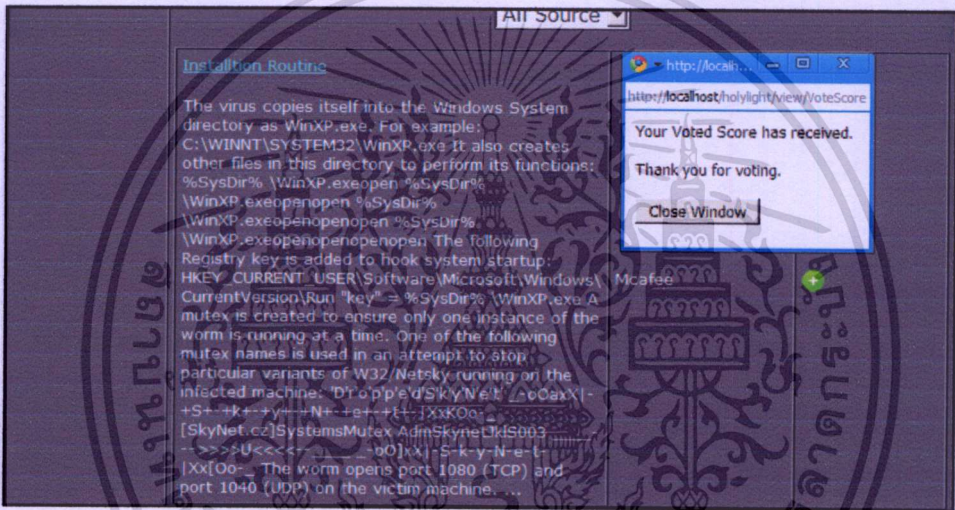 All Source
Installtion Routine
The virus copies itself into the Windows System
directory as WinXP.exe. For example:
C:\WINNT\SYSTEM32\WinXP.exe It also creates
other files in this directory to perform its functions:
%SysDir% \WinXP.exeopen %SysDir%
\WinXP.exeopenopen %SysDir%
\WinXP.exeopenopenopen %SysDir%
\WinXP.exeopenopenopenopen The following
Registry key is added to hook system startup:
HKEY_CURRENT_USER\Software\Microsoft\Windows\
CurrentVersion\Run "key" = %SysDir% \WinXP.exe A
mutex is created to ensure only one instance of the
worm is running at a time. One of the following
mutex names is used in an attempt to stop
particular variants of W32/Netsky running on the
infected machine: 'D'r'o'p'p'e'd'S'k'y'N'e't'
[SkyNet.cz]SystemsMutex
The worm opens port 1080 (TCP) and
port 1040 (UDP) on the victim machine. ...
Mcafee
http://localh...
http://localhost/holylight/view/VoteScore
Your Voted Score has received.
Thank you for voting.
Close Window